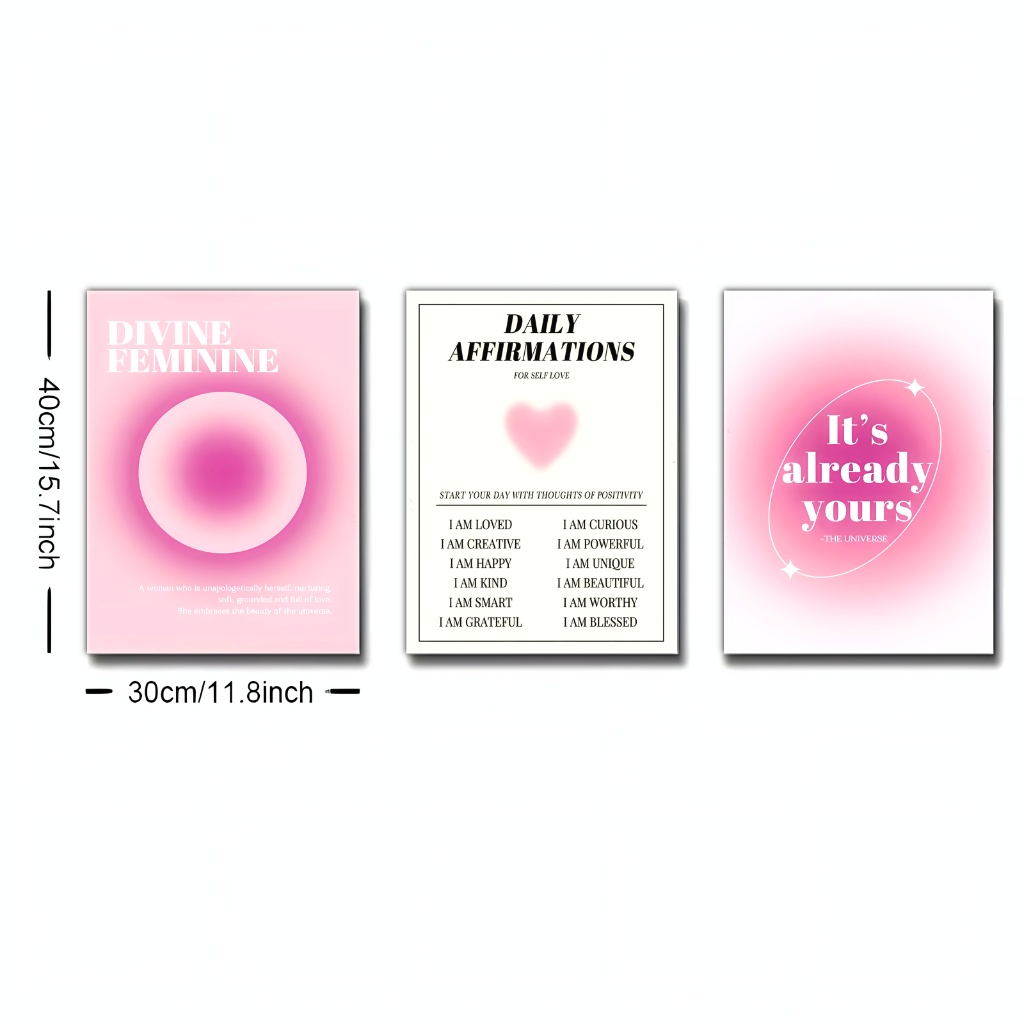 40cm/15.7inch
30cm/11.8inch
DIVINE
FEMININE
A woman who is unapologetically herself, nurturing,
soft, grounded and full of love.
She embraces the beauty of the universe.
DAILY
AFFIRMATIONS
FOR SELF LOVE
START YOUR DAY WITH THOUGHTS OF POSITIVITY
I AM LOVED
I AM CREATIVE
I AM HAPPY
I AM KIND
I AM SMART
I AM GRATEFUL
I AM CURIOUS
I AM POWERFUL
I AM UNIQUE
I AM BEAUTIFUL
I AM WORTHY
I AM BLESSED
It's
already
yours
-THE UNIVERSE